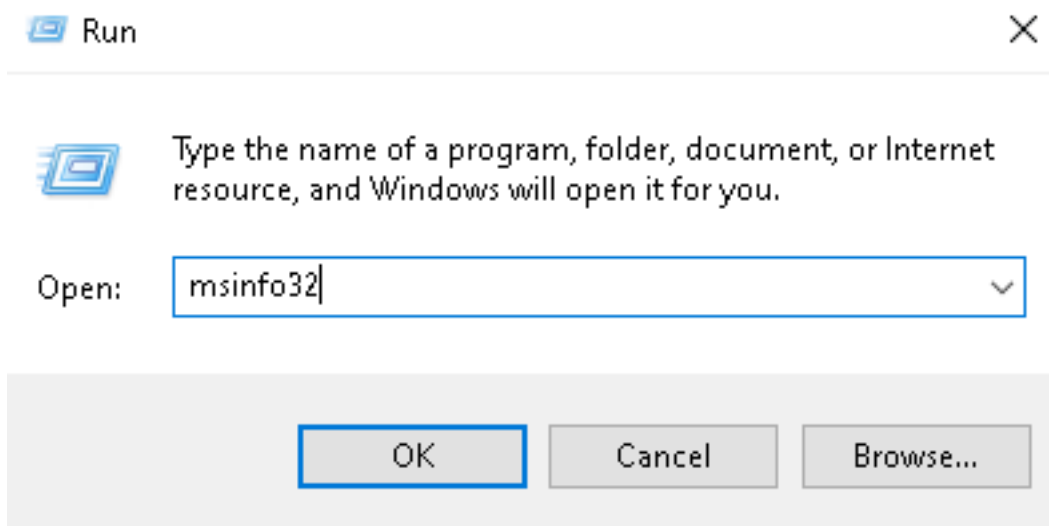 Run
Type the name of a program, folder, document, or Internet
resource, and Windows will open it for you.
Open: msinfo32
OK Cancel Browse...